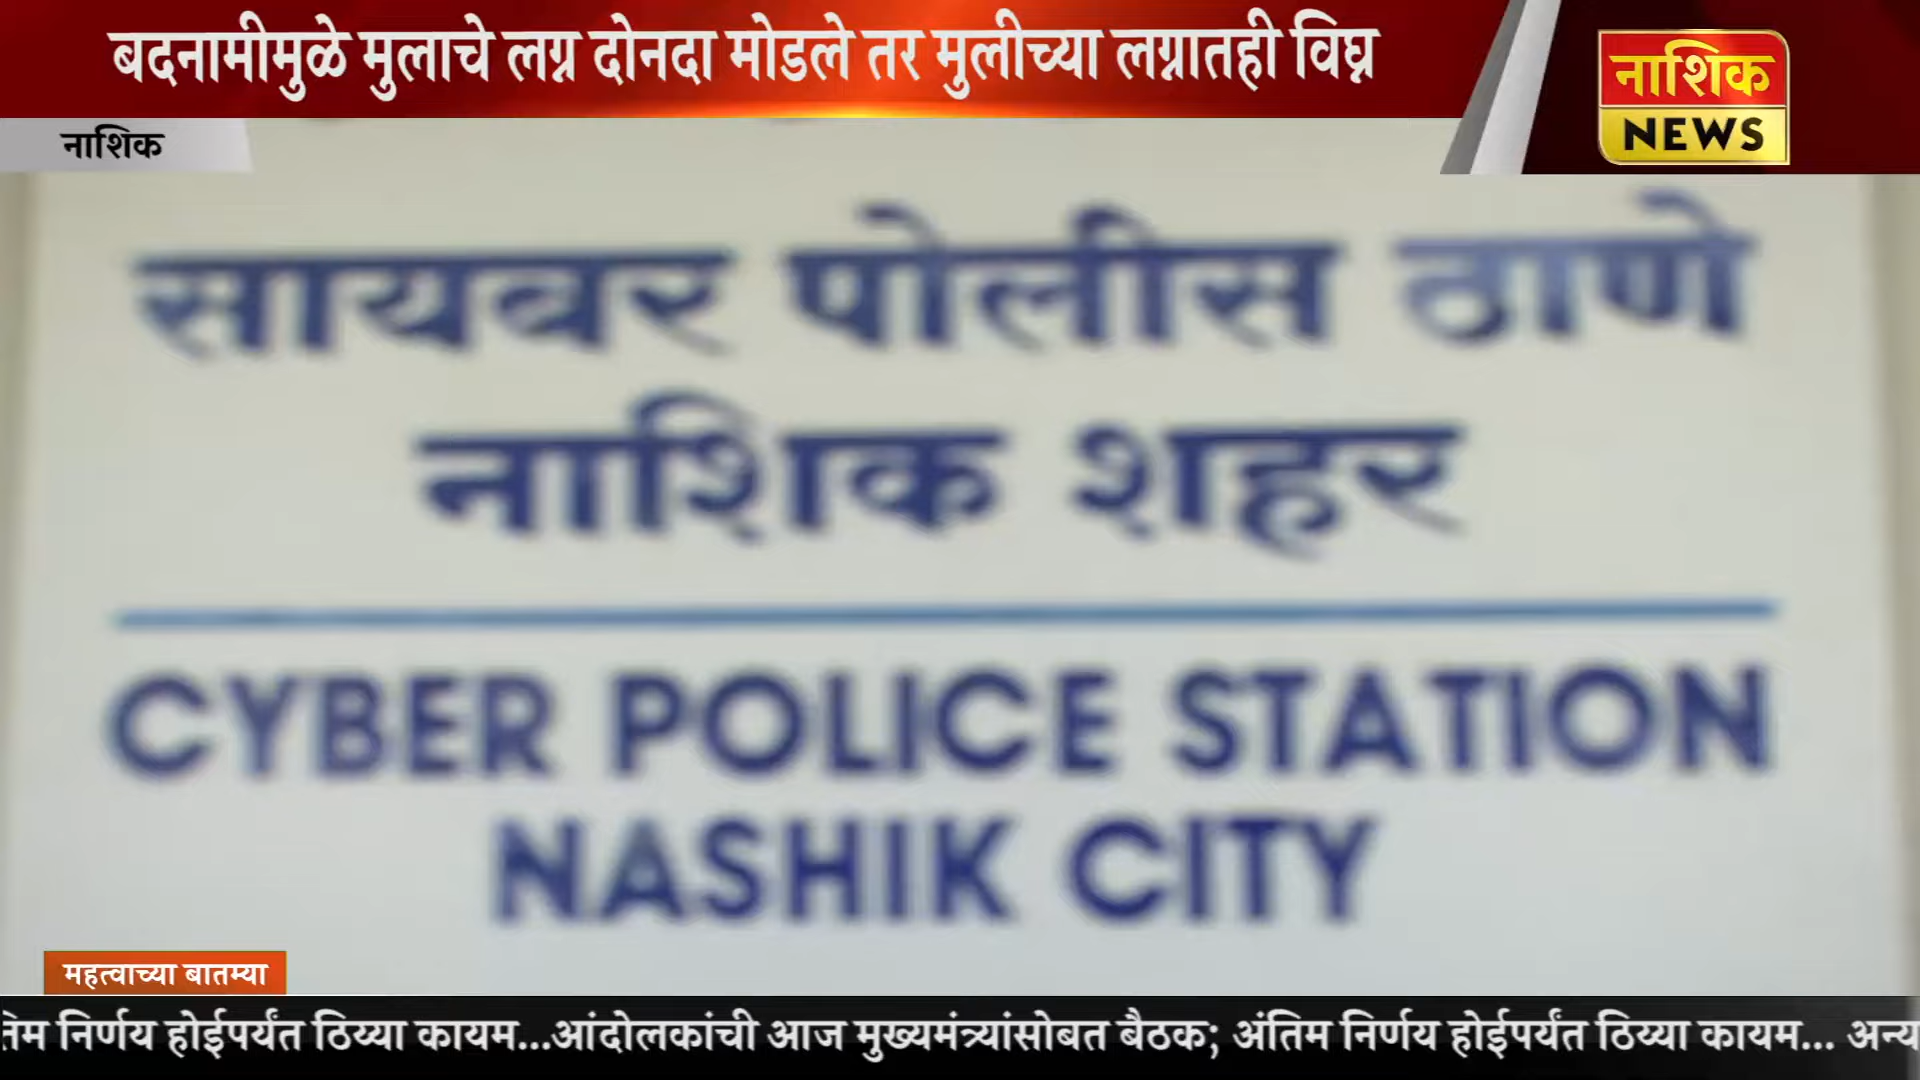 बदनामीमुळे मुलाचे लग्न दोनदा मोडले तर मुलीच्या लग्नातही विघ्न
नाशिक
NEWS
नाशिक
सायबर पोलीस ठाणे
नाशिक शहर
CYBER POLICE STATION
NASHIK CITY
महत्वाच्या बातम्या
निर्णय होईपर्यंत ठिय्या कायम...आंदोलकांची आज मुख्यमंत्र्यांसोबत बैठक; अंतिम निर्णय होईपर्यंत ठिय्या कायम...